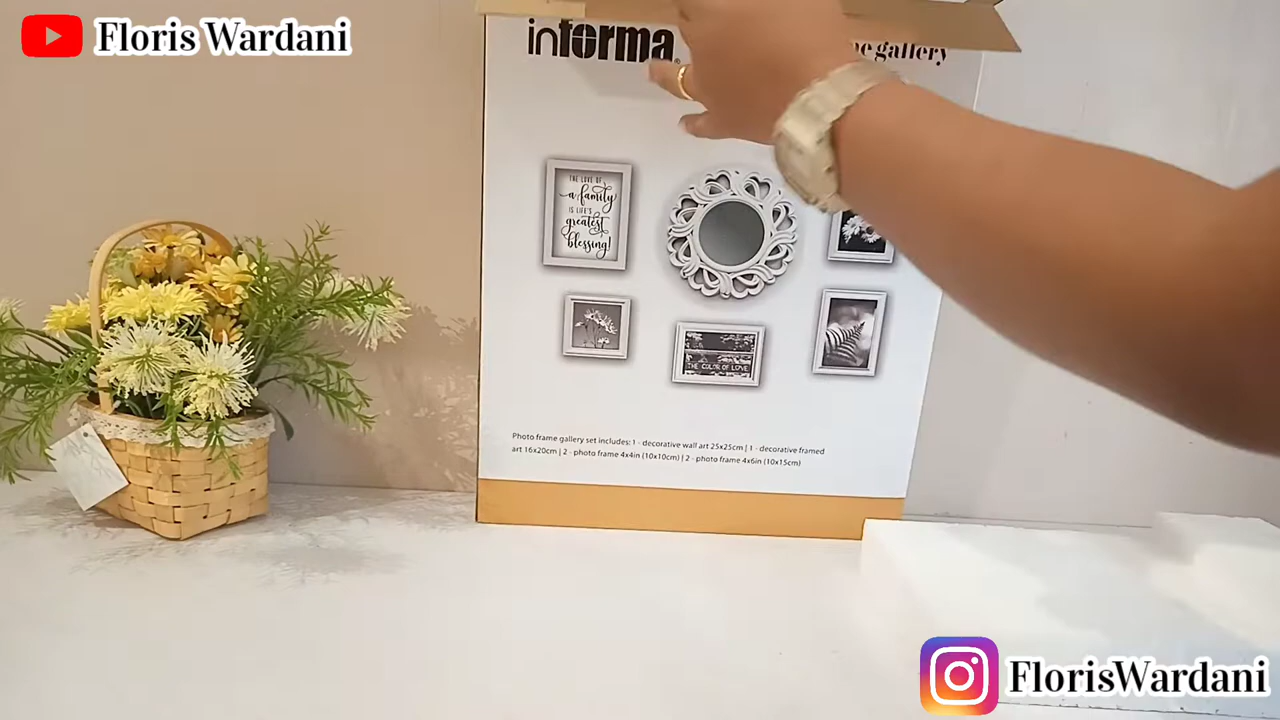 Floris Wardani
informa
gallery
THE LOVE OF
a family
IS LIFE'S
greatest
blessing!
THE COLOR OF LOVE
Photo frame gallery set includes: 1 - decorative wall art 25x25cm | 1 - decorative framed
art 16x20cm | 2 - photo frame 4x4in (10x10cm) | 2 - photo frame 4x6in (10x15cm)
FlorisWardani